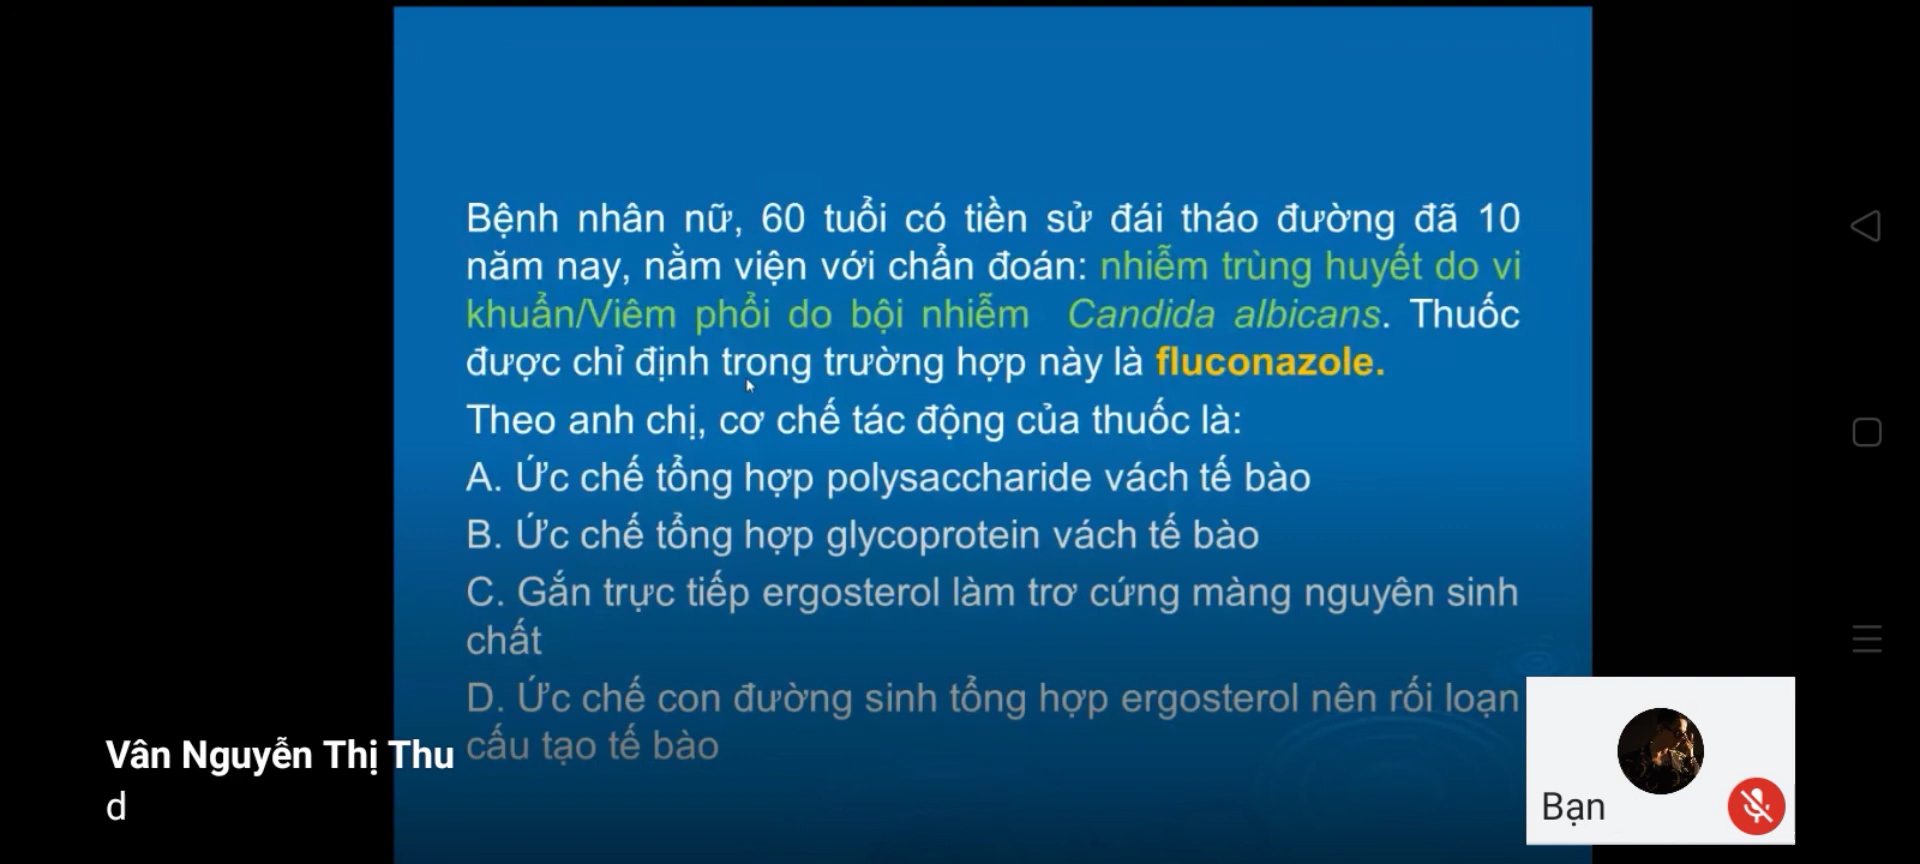 Bệnh nhân nữ, 60 tuổi có tiền sử đái tháo đường đã 10
năm nay, nằm viện với chẩn đoán: nhiễm trùng huyết do vi
khuẩn/Viêm phổi do bội nhiễm Candida albicans. Thuốc
được chỉ định trong trường hợp này là fluconazole.
Theo anh chị, cơ chế tác động của thuốc là:
A. Ức chế tổng hợp polysaccharide vách tế bào
B. Ức chế tổng hợp glycoprotein vách tế bào
C. Gắn trực tiếp ergosterol làm trơ cứng màng nguyên sinh
chất
D. Ức chế con đường sinh tổng hợp ergosterol nên rối loạn
cấu tạo tế bào
Vân Nguyễn Thị Thu
d
Bạn